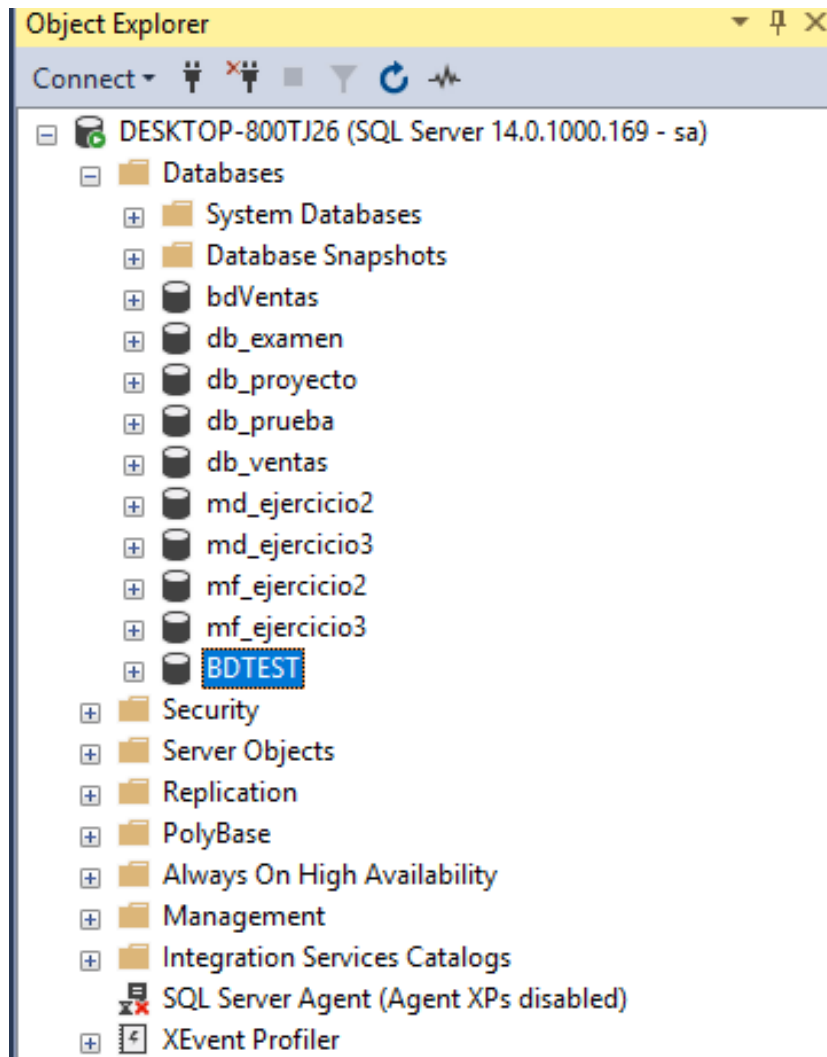 Object Explorer
Connect
DESKTOP-800TJ26 (SQL Server 14.0.1000.169 - sa)
Databases
System Databases
Database Snapshots
bdVentas
db_examen
db_proyecto
db_prueba
db_ventas
md_ejercicio2
md_ejercicio3
mf_ejercicio2
mf_ejercicio3
BDTEST
Security
Server Objects
Replication
PolyBase
Always On High Availability
Management
Integration Services Catalogs
SQL Server Agent (Agent XPs disabled)
XEvent Profiler